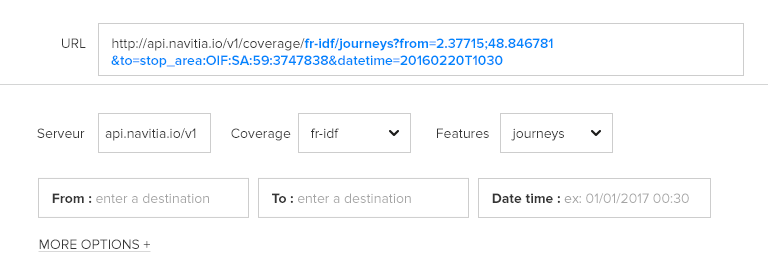 URL http://api.navitia.io/v1/coverage/fr-idf/journeys?from=2.37715;48.846781
&to=stop_area:OIF:SA:59:3747838&datetime=20160220T1030
Serveur api.navitia.io/v1 Coverage fr-idf Features journeys
From : enter a destination To : enter a destination Date time : ex: 01/01/2017 00:30
MORE OPTIONS +